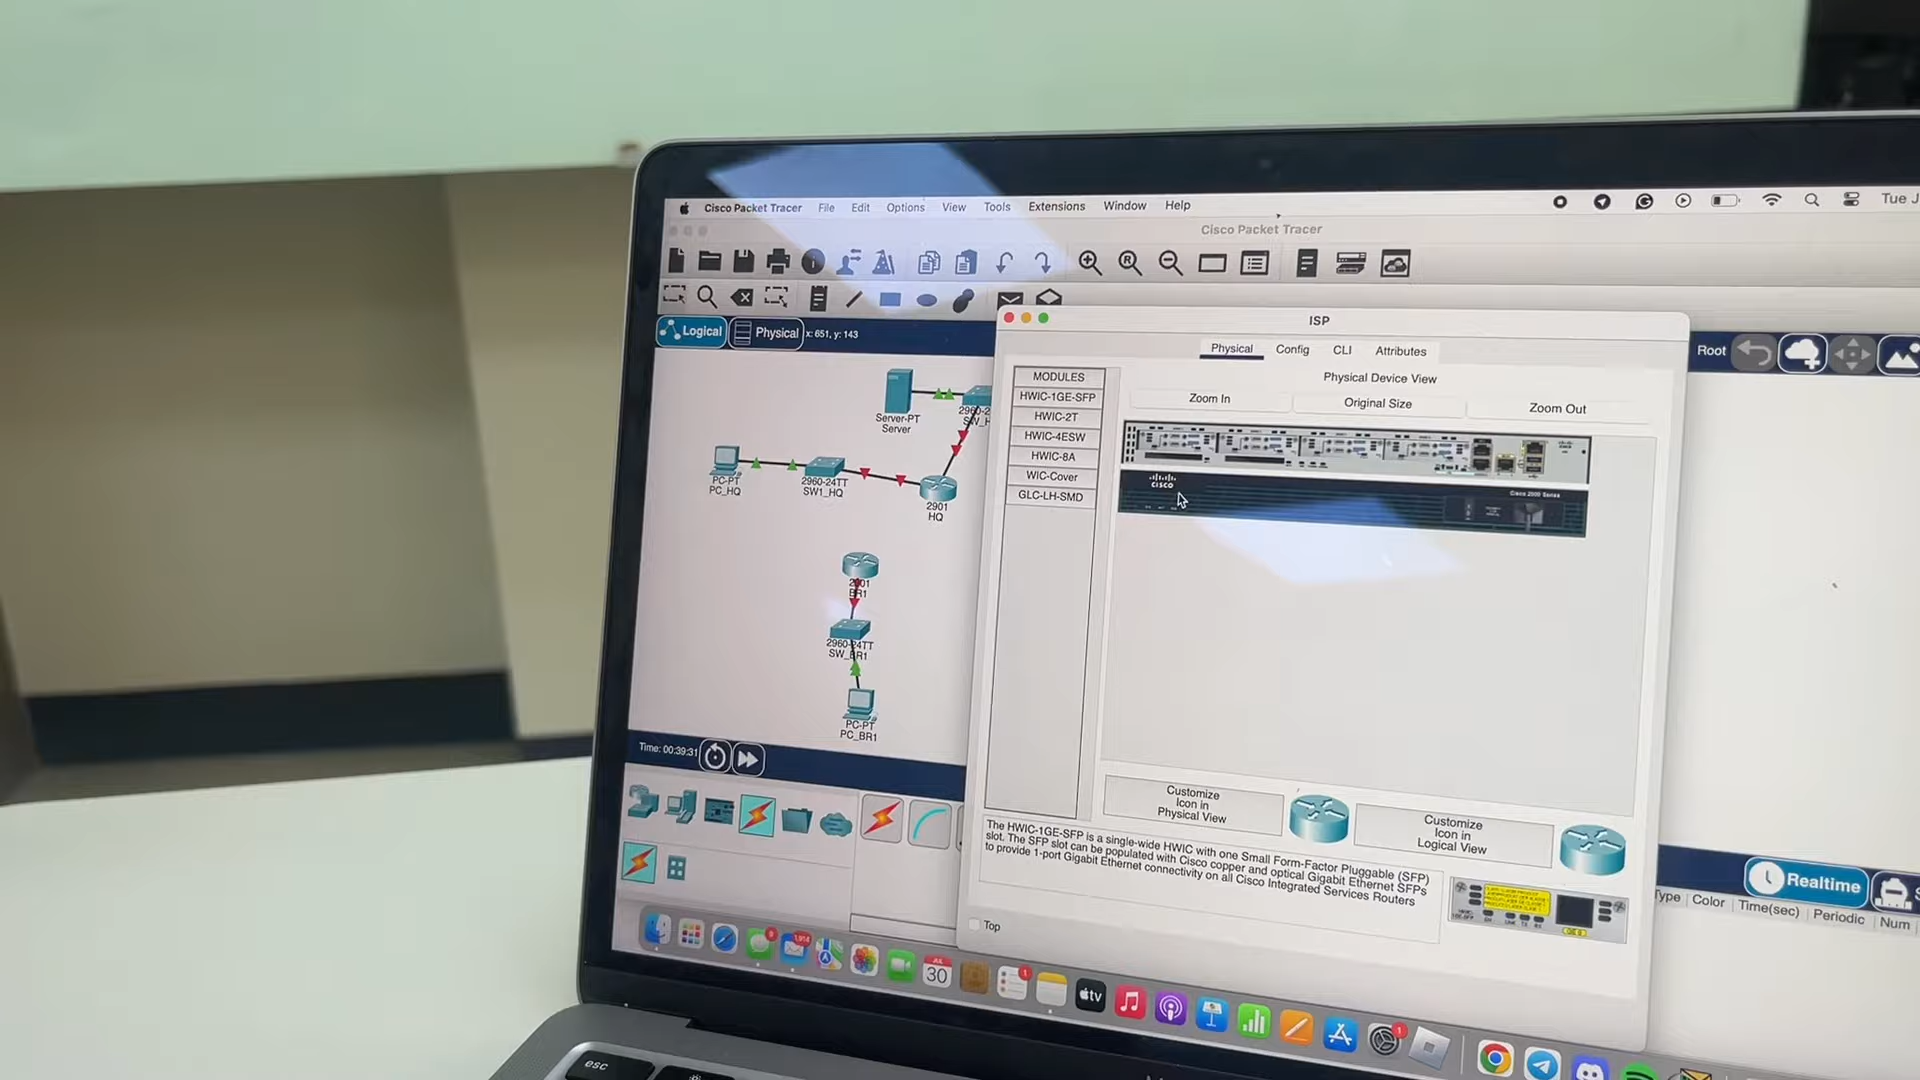 Cisco Packet Tracer File Edit Options View Tools Extensions Window Help
Tue J
Cisco Packet Tracer
Logical
Physical
x: 651, y: 143
Root
ISP
Physical Config CLI Attributes
MODULES
HWIC-1GE-SFP
HWIC-2T
HWIC-4ESW
HWIC-8A
WIC-Cover
GLC-LH-SMD
Physical Device View
Zoom In
Original Size
Zoom Out
CISCO
Server-PT
Server
PC-PT
PC_HQ
2960-24TT
SW1_HQ
2901
HQ
BR1
2960-24TT
SW_BR1
PC-PT
PC_BR1
Time: 00:39:31
Customize
Icon in
Physical View
Customize
Icon in
Logical View
The HWIC-1GE-SFP is a single-wide HWIC with one Small Form-Factor Pluggable (SFP)
slot. The SFP slot can be populated with Cisco copper and optical Gigabit Ethernet SFPs
to provide 1-port Gigabit Ethernet connectivity on all Cisco Integrated Services Routers
Top
Realtime
Type Color Time(sec) Periodic Num
JUL
30
tv
esc